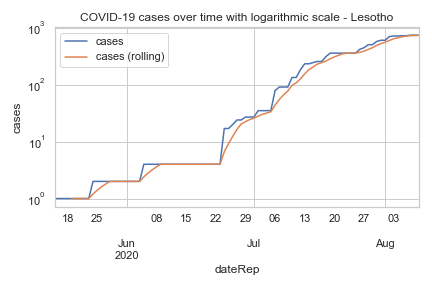 COVID-19 cases over time with logarithmic scale - Lesotho
cases
cases (rolling)
10³
10²
10¹
10⁰
cases
18 25 08 15 22 29 06 13 20 27 03
Jun Jul Aug
2020
dateRep